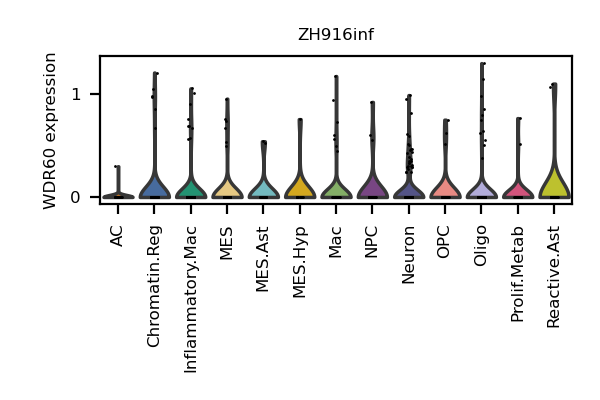 ZH916inf
WDR60 expression
1
0
AC
Chromatin.Reg
Inflammatory.Mac
MES
MES.Ast
MES.Hyp
Mac
NPC
Neuron
OPC
Oligo
Prolif.Metab
Reactive.Ast